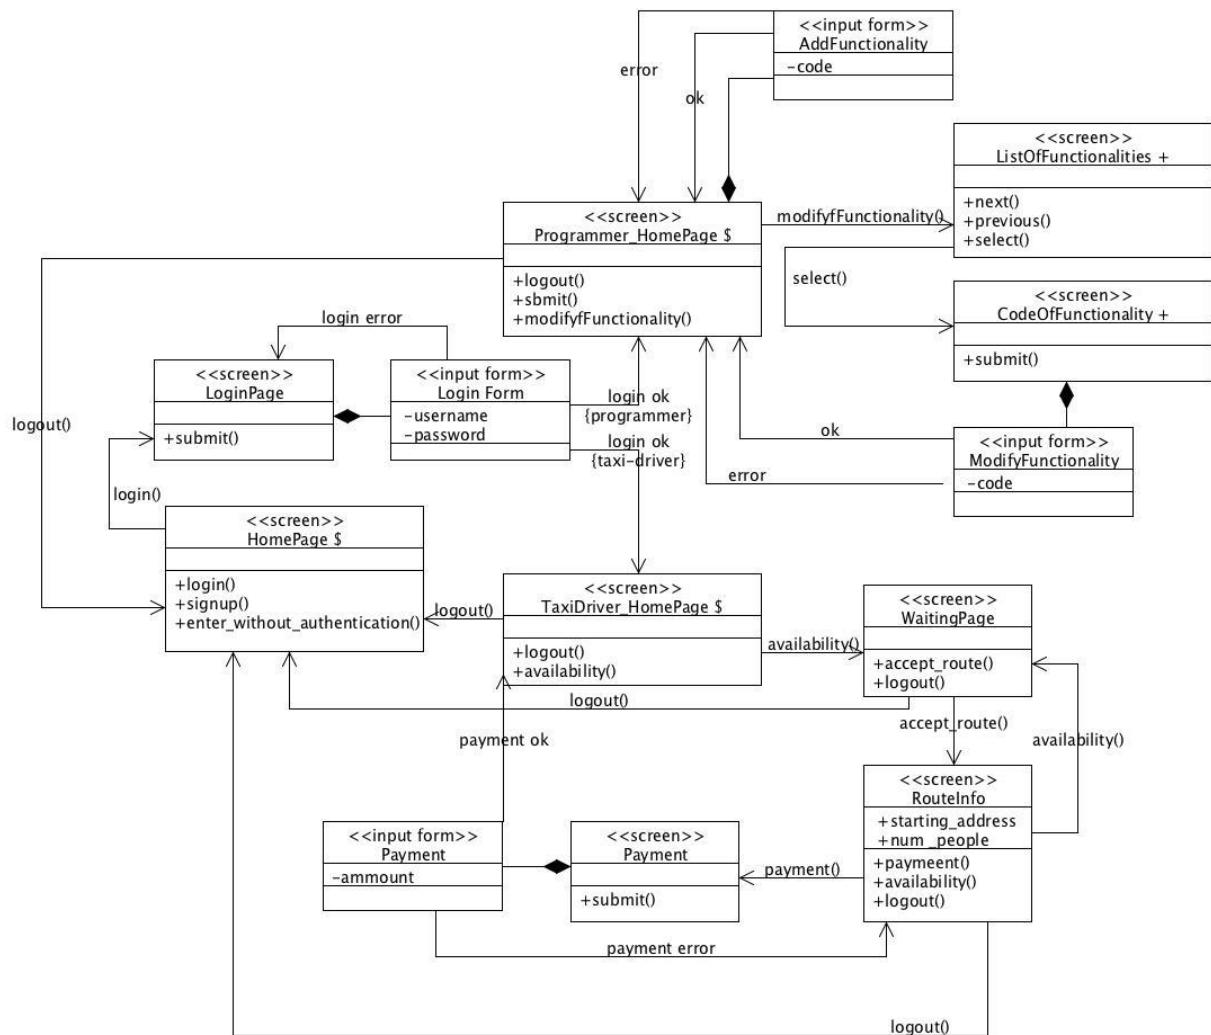 <<input form>>
AddFunctionality
-code
error
ok
<<screen>>
ListOfFunctionalities +
+next()
+previous()
+select()
<<screen>>
Programmer_HomePage $
+logout()
+sbmit()
+modifyfFunctionality()
modifyfFunctionality()
select()
<<screen>>
CodeOfFunctionality +
+submit()
login error
<<screen>>
LoginPage
+submit()
<<input form>>
Login Form
-username
-password
login ok
{programmer}
login ok
{taxi-driver}
logout()
ok
error
<<input form>>
ModifyFunctionality
-code
login()
<<screen>>
HomePage $
+login()
+signup()
+enter_without_authentication()
logout()
<<screen>>
TaxiDriver_HomePage $
+logout()
+availability()
availability()
<<screen>>
WaitingPage
+accept_route()
+logout()
logout()
accept_route()
availability()
payment ok
<<screen>>
RouteInfo
+starting_address
+num _people
+paymeent()
+availability()
+logout()
<<input form>>
Payment
-ammount
<<screen>>
Payment
+submit()
payment()
payment error
logout()